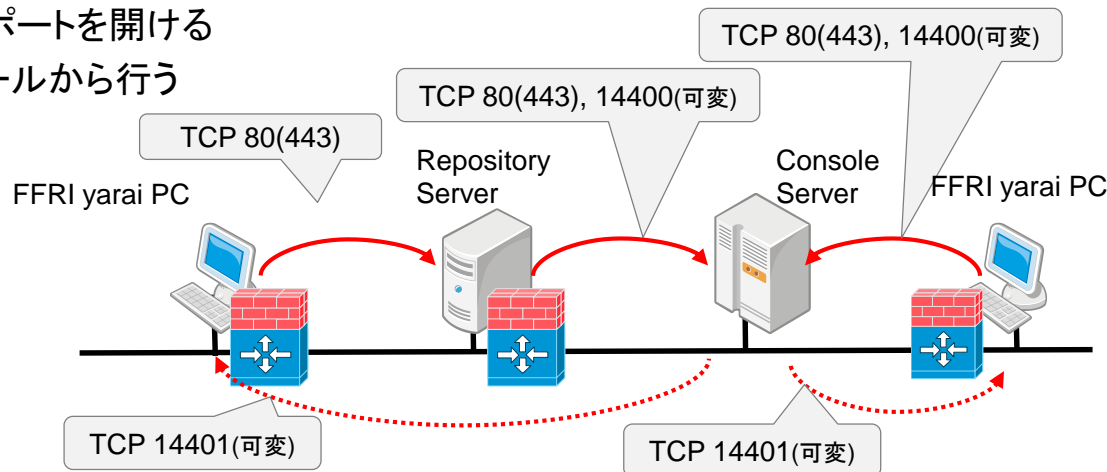 ポートを開ける
ールから行う
TCP 80(443), 14400(可変)
TCP 80(443), 14400(可変)
TCP 80(443)
Repository
Server
Console
Server
FFRI yarai PC
FFRI yarai PC
TCP 14401(可変)
TCP 14401(可変)